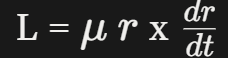 L = μ r x dr/dt